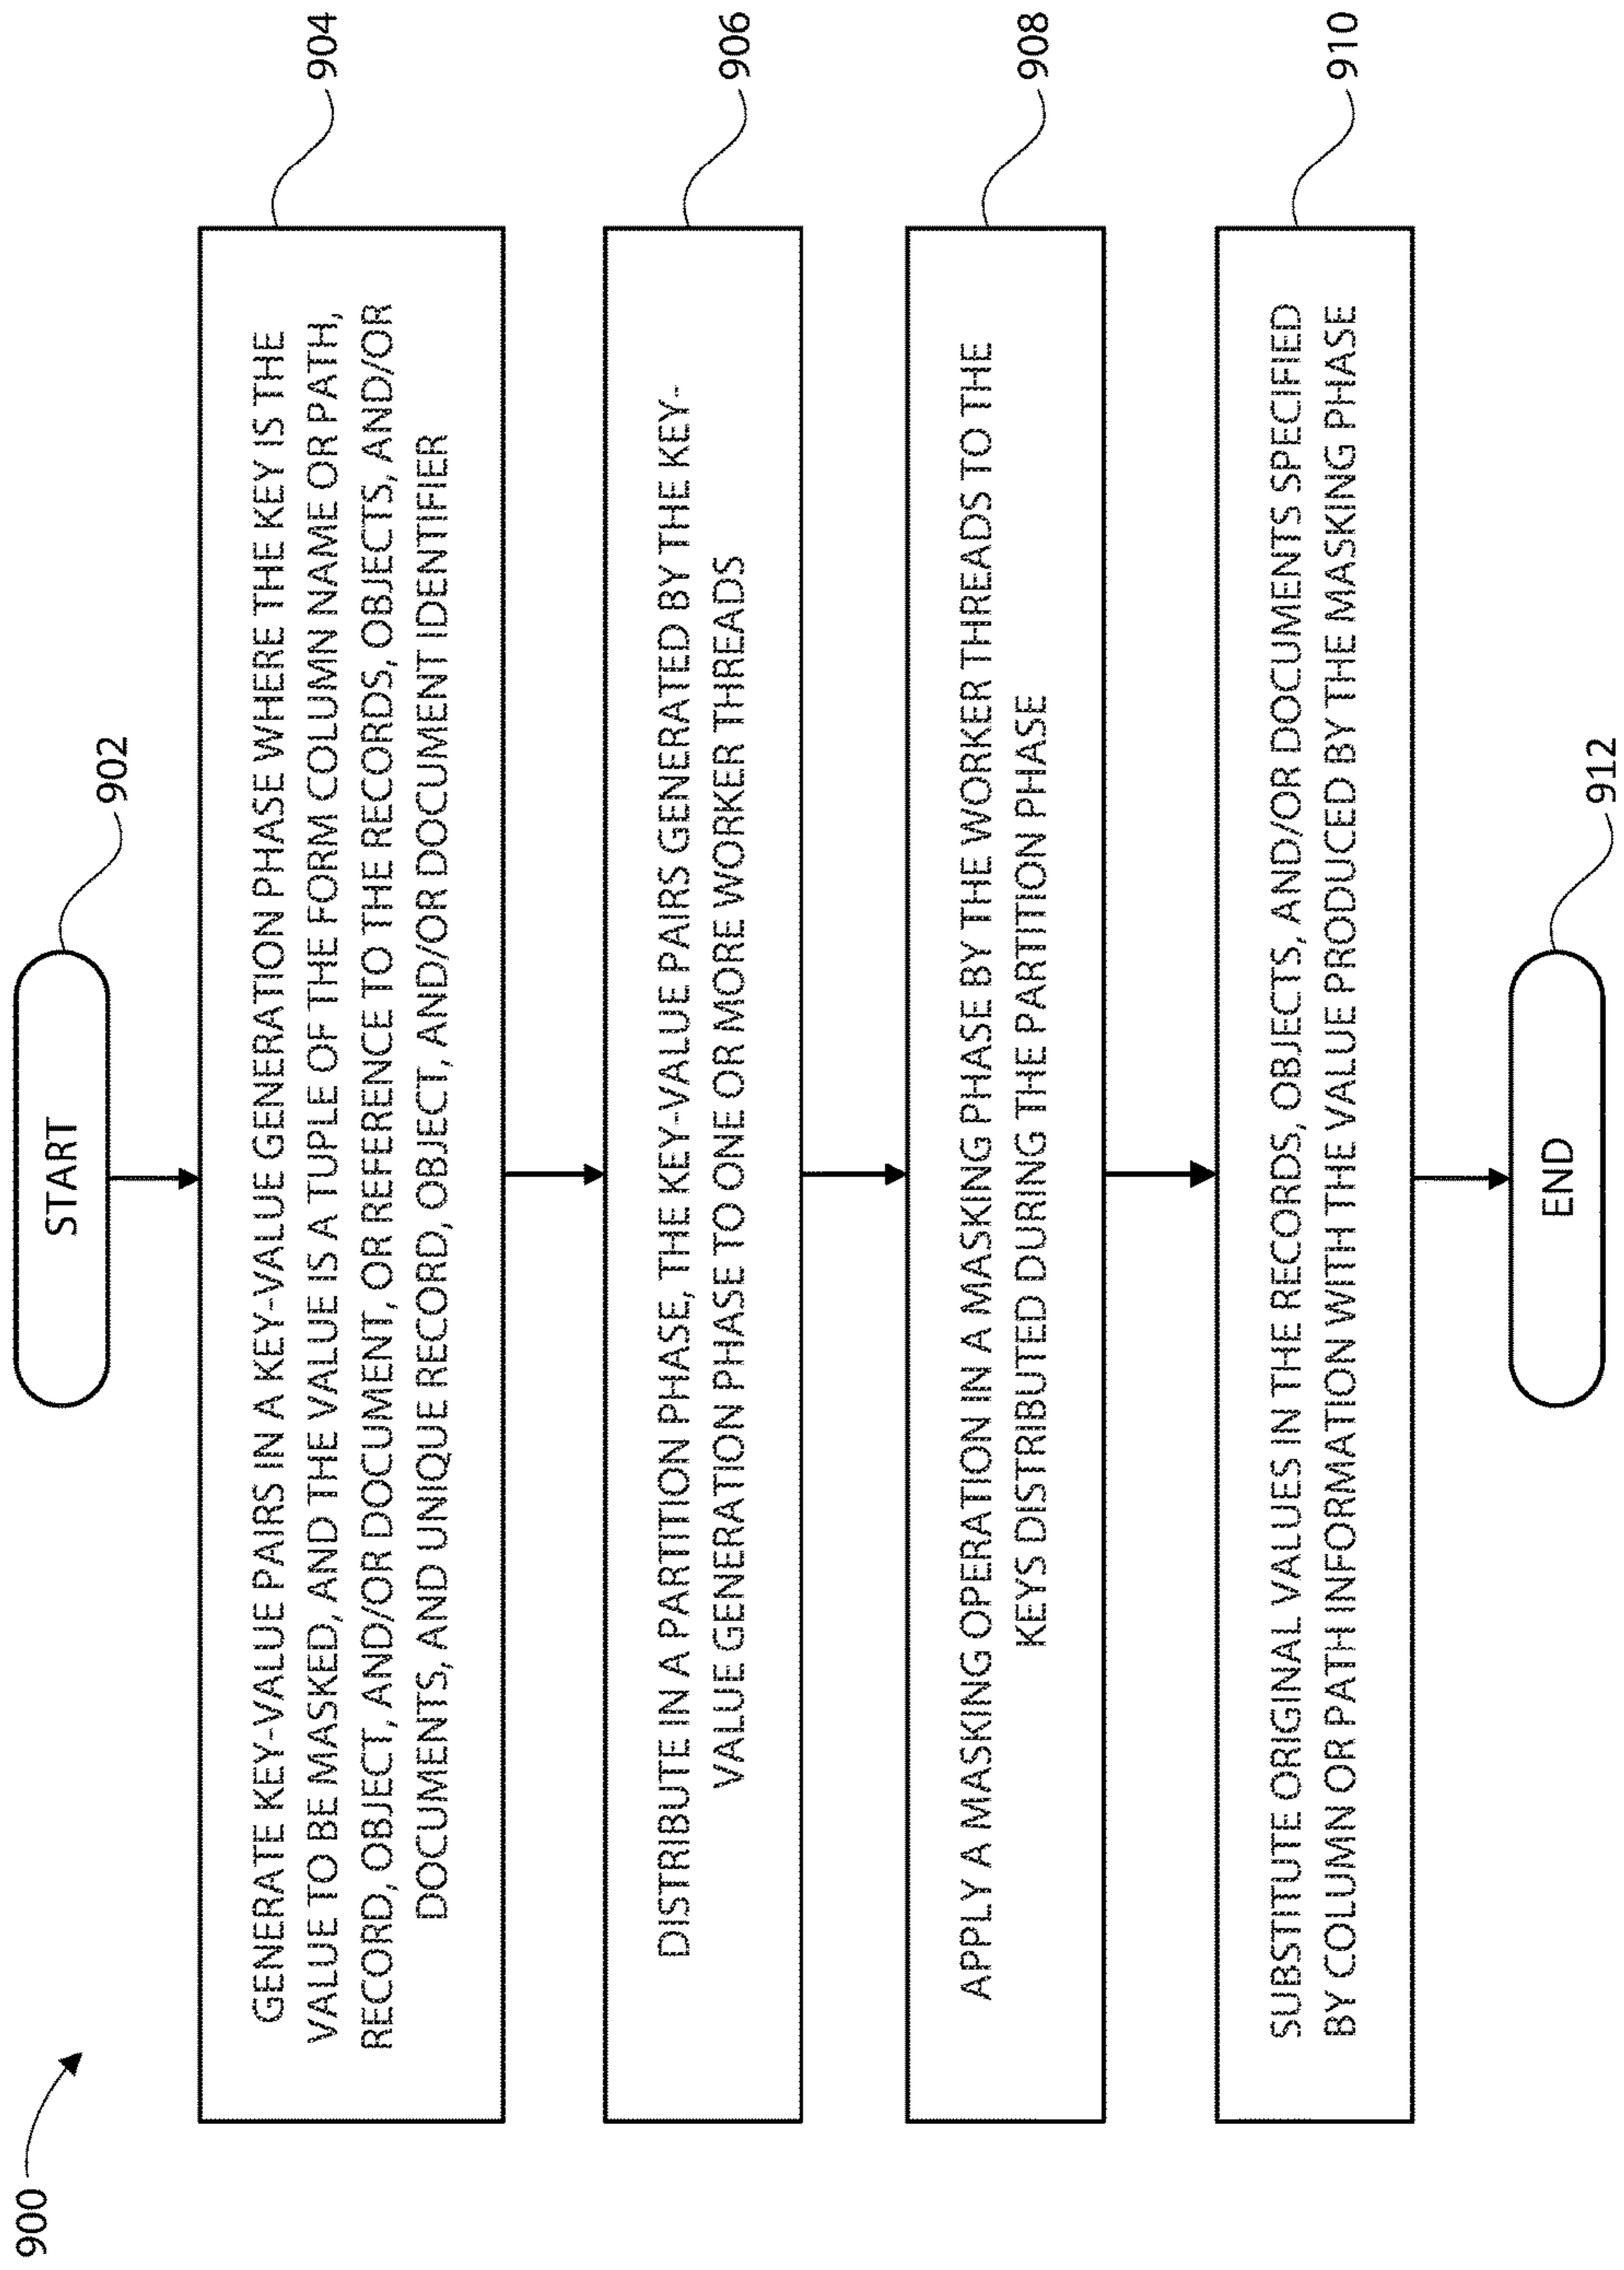 900
START
902
GENERATE KEY-VALUE PAIRS IN A KEY-VALUE GENERATION PHASE WHERE THE KEY IS THE
VALUE TO BE MASKED, AND THE VALUE IS A TUPLE OF THE FORM COLUMN NAME OR PATH,
RECORD, OBJECT, AND/OR DOCUMENT, OR REFERENCE TO THE RECORDS, OBJECTS, AND/OR
DOCUMENTS, AND UNIQUE RECORD, OBJECT, AND/OR DOCUMENT IDENTIFIER
904
DISTRIBUTE IN A PARTITION PHASE, THE KEY-VALUE PAIRS GENERATED BY THE KEY-
VALUE GENERATION PHASE TO ONE OR MORE WORKER THREADS
906
APPLY A MASKING OPERATION IN A MASKING PHASE BY THE WORKER THREADS TO THE
KEYS DISTRIBUTED DURING THE PARTITION PHASE
908
SUBSTITUTE ORIGINAL VALUES IN THE RECORDS, OBJECTS, AND/OR DOCUMENTS SPECIFIED
BY COLUMN OR PATH INFORMATION WITH THE VALUE PRODUCED BY THE MASKING PHASE
910
END
912